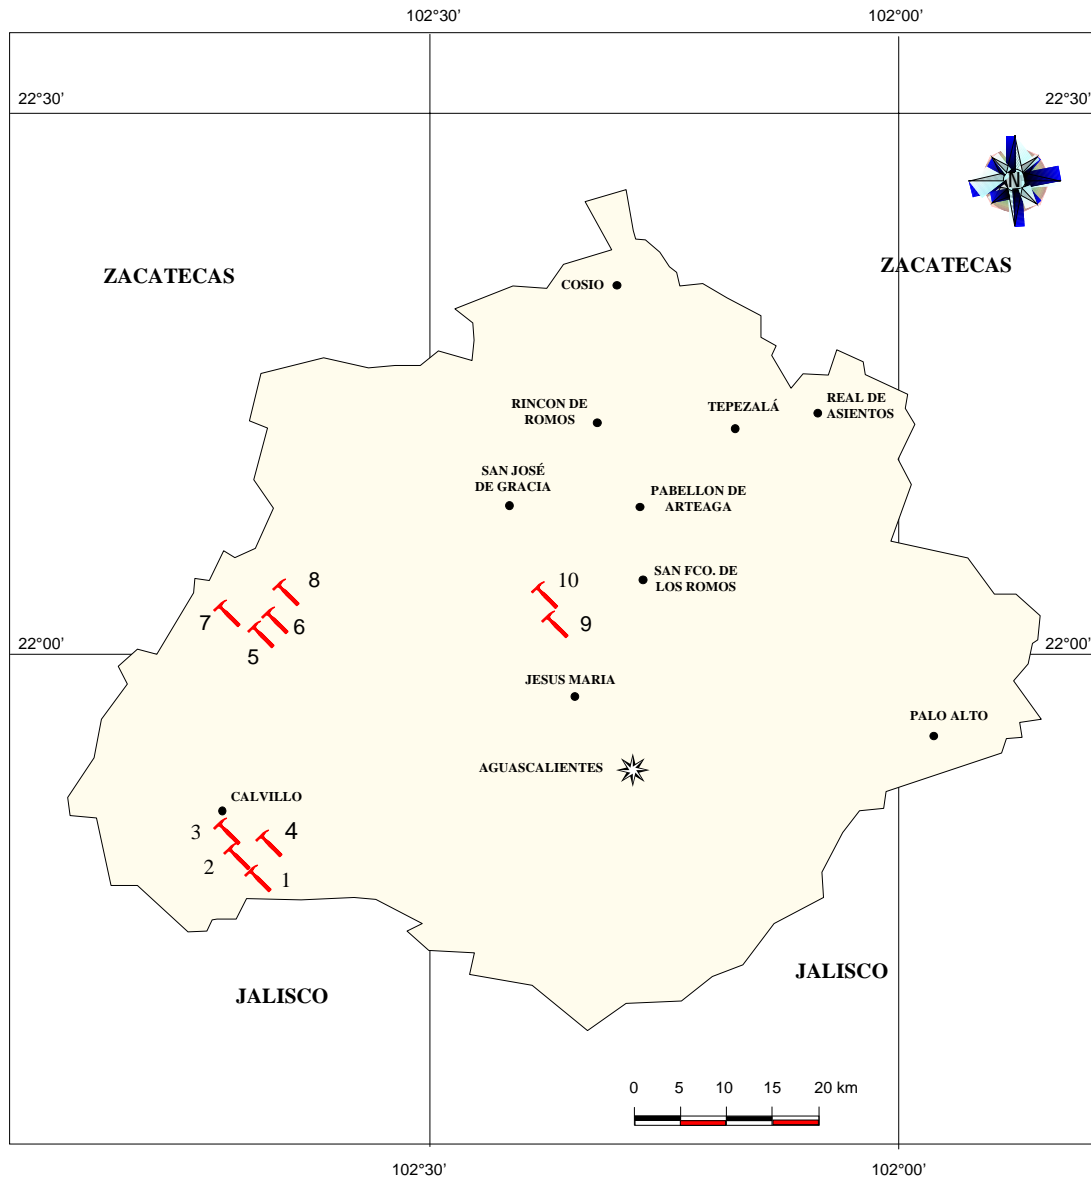 102°30'
102°00'
22°30'
22°30'
N
ZACATECAS
ZACATECAS
COSIO
RINCON DE
ROMOS
TEPEZALÁ
REAL DE
ASIENTOS
SAN JOSÉ
DE GRACIA
PABELLON DE
ARTEAGA
SAN FCO. DE
LOS ROMOS
8
10
7
6
9
5
22°00'
22°00'
JESUS MARIA
PALO ALTO
AGUASCALIENTES
CALVILLO
3
4
2
1
JALISCO
JALISCO
0 5 10 15 20 km
102°30'
102°00'